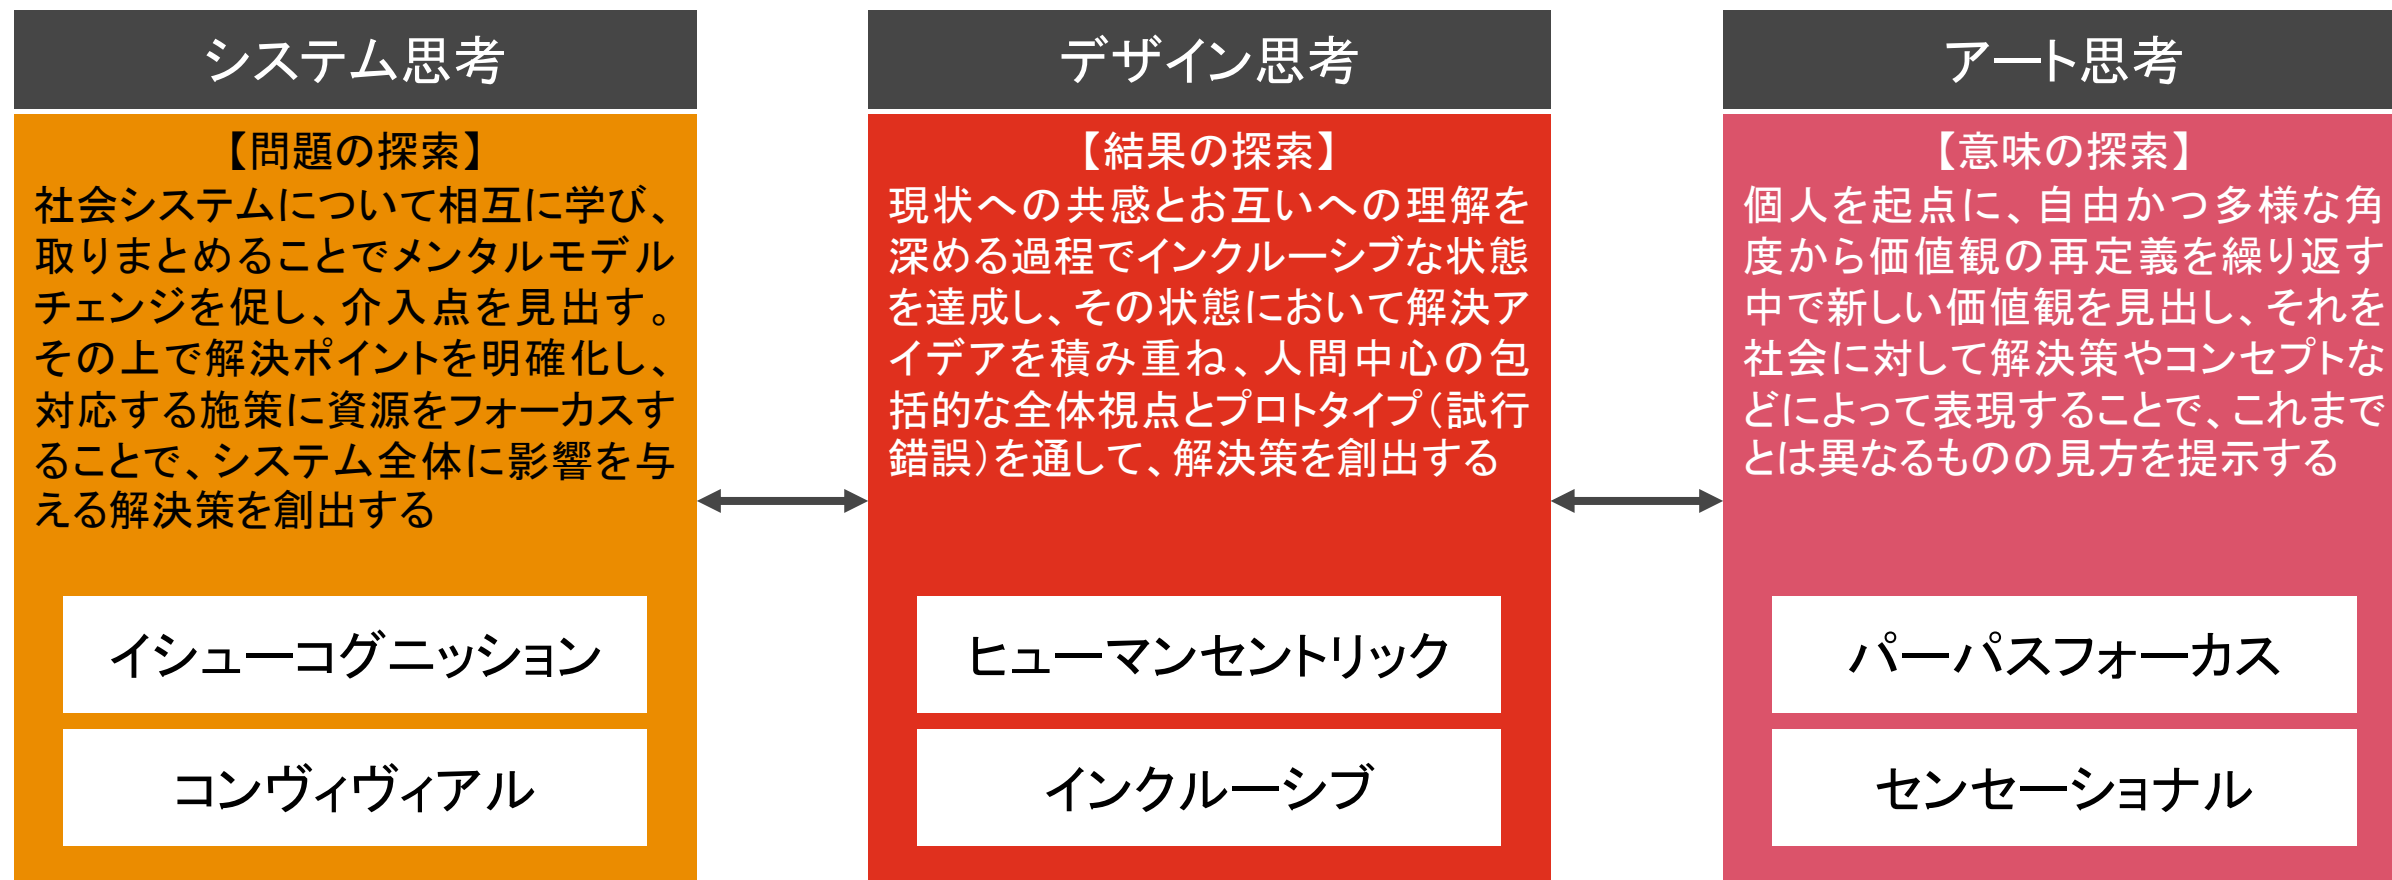 システム思考
【問題の探索】
社会システムについて相互に学び、
取りまとめることでメンタルモデル
チェンジを促し、介入点を見出す。
その上で解決ポイントを明確化し、
対応する施策に資源をフォーカスす
ることで、システム全体に影響を与
える解決策を創出する
イシューコグニッション
コンヴィヴィアル
デザイン思考
【結果の探索】
現状への共感とお互いへの理解を
深める過程でインクルーシブな状態
を達成し、その状態において解決ア
イデアを積み重ね、人間中心の包
括的な全体視点とプロトタイプ（試行
錯誤）を通して、解決策を創出する
ヒューマンセントリック
インクルーシブ
アート思考
【意味の探索】
個人を起点に、自由かつ多様な角
度から価値観の再定義を繰り返す
中で新しい価値観を見出し、それを
社会に対して解決策やコンセプトな
どによって表現することで、これまで
とは異なるものの見方を提示する
パーパスフォーカス
センセーショナル